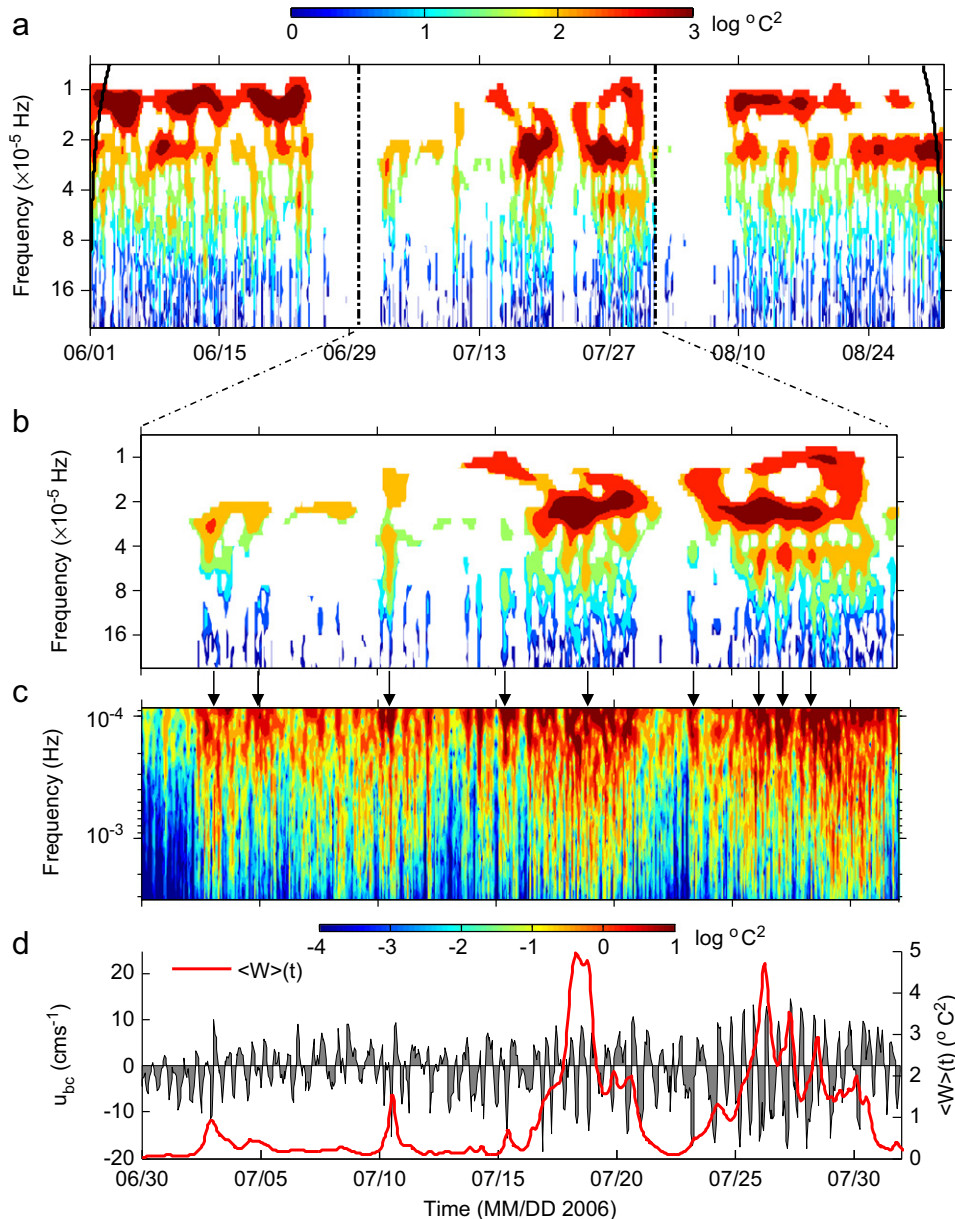 a
0 1 2 3 log °C²
Frequency (×10⁻⁵ Hz)
1
2
4
8
16
06/01 06/15 06/29 07/13 07/27 08/10 08/24
b
Frequency (×10⁻⁵ Hz)
1
2
4
8
16
c
Frequency (Hz)
10⁻⁴
10⁻³
d
-4 -3 -2 -1 0 1 log °C²
<W>(t)
u_bc (cms⁻¹)
20
10
0
-10
-20
5
4
3
2
1
0
<W>(t) (°C²)
06/30 07/05 07/10 07/15 07/20 07/25 07/30
Time (MM/DD 2006)